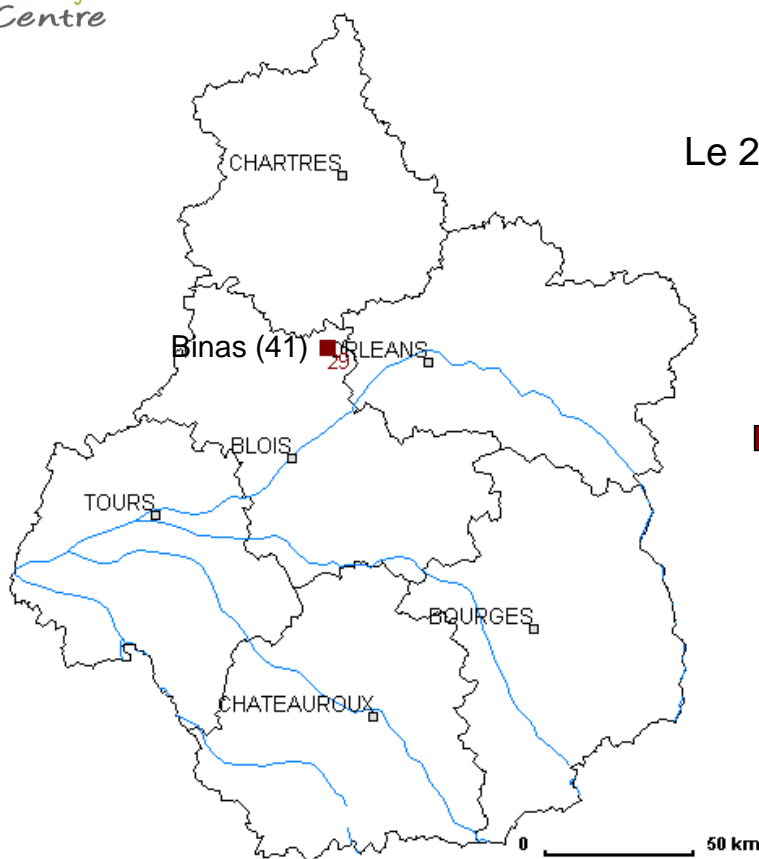 Centre
CHARTRES
Le 2
Binas (41)
ORLEANS
29
BLOIS
TOURS
BOURGES
CHATEAUROUX
0 50 km